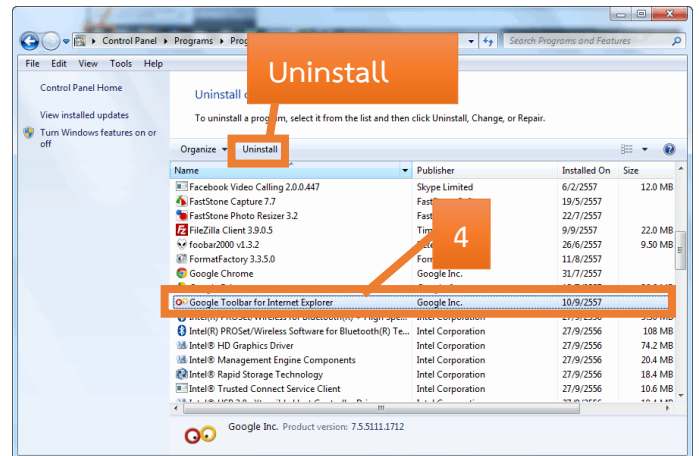 Control Panel ▸ Programs ▸
Search Programs and Features
File Edit View Tools Help
Uninstall
Control Panel Home
View installed updates
Turn Windows features on or
off
Uninstall
To uninstall a program, select it from the list and then click Uninstall, Change, or Repair.
Organize Uninstall
Name Publisher Installed On Size
Facebook Video Calling 2.0.0.447 Skype Limited 6/2/2557 12.0 MB
FastStone Capture 7.7 19/5/2557
FastStone Photo Resizer 3.2 22/7/2557
FileZilla Client 3.9.0.5 9/9/2557 22.0 MB
foobar2000 v1.3.2 26/6/2557 9.50 MB
FormatFactory 3.3.5.0 11/8/2557
Google Chrome Google Inc. 31/7/2557
4
Google Toolbar for Internet Explorer Google Inc. 10/9/2557
Intel(R) PROSet/Wireless Software for Bluetooth(R) Te... Intel Corporation 27/9/2556 108 MB
Intel® HD Graphics Driver Intel Corporation 27/9/2556 74.2 MB
Intel® Management Engine Components Intel Corporation 27/9/2556 20.4 MB
Intel® Rapid Storage Technology Intel Corporation 27/9/2556 18.4 MB
Intel® Trusted Connect Service Client Intel Corporation 27/9/2556 10.6 MB
Google Inc. Product version: 7.5.5111.1712